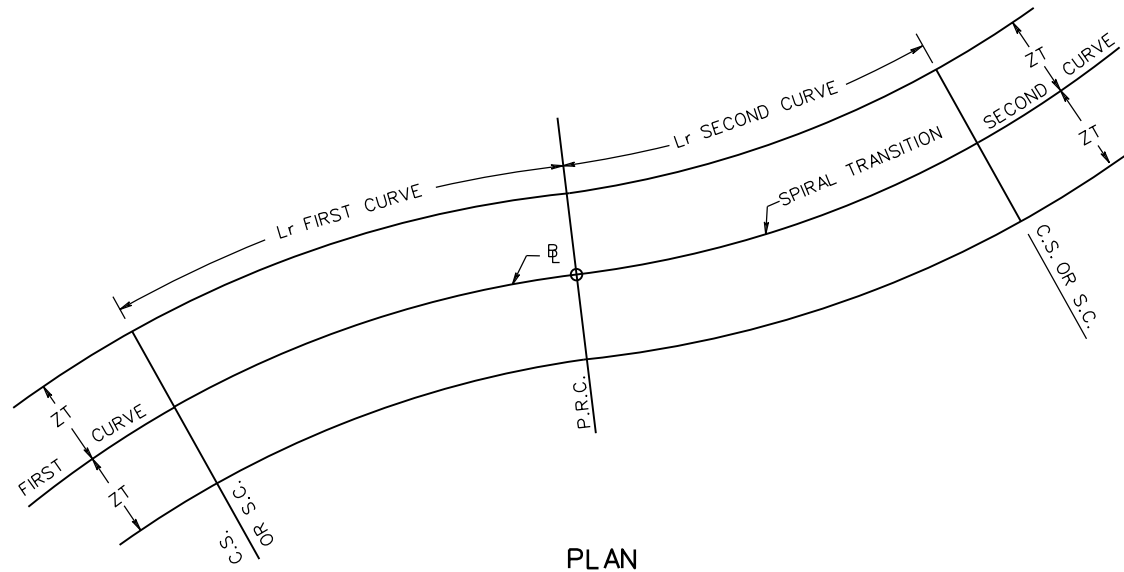 Lr FIRST CURVE
Lr SECOND CURVE
ZT
SECOND CURVE
ZT
SPIRAL TRANSITION
BL
C.S. OR S.C.
P.R.C.
ZT
FIRST CURVE
ZT
C.S.
OR S.C.
PLAN